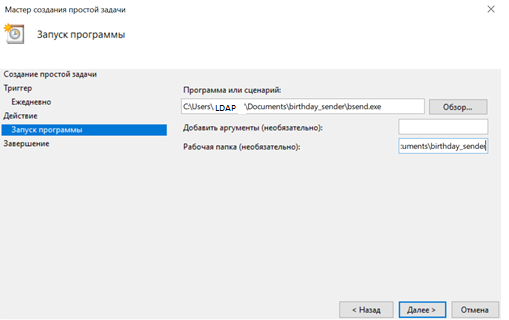 Мастер создания простой задачи
Запуск программы
Создание простой задачи
Триггер
Ежедневно
Действие
Запуск программы
Завершение
Программа или сценарий:
C:\Users\ LDAP \Documents\birthday_sender\bsend.exe
Обзор...
Добавить аргументы (необязательно):
Рабочая папка (необязательно):
:uments\birthday_sender
< Назад
Далее >
Отмена